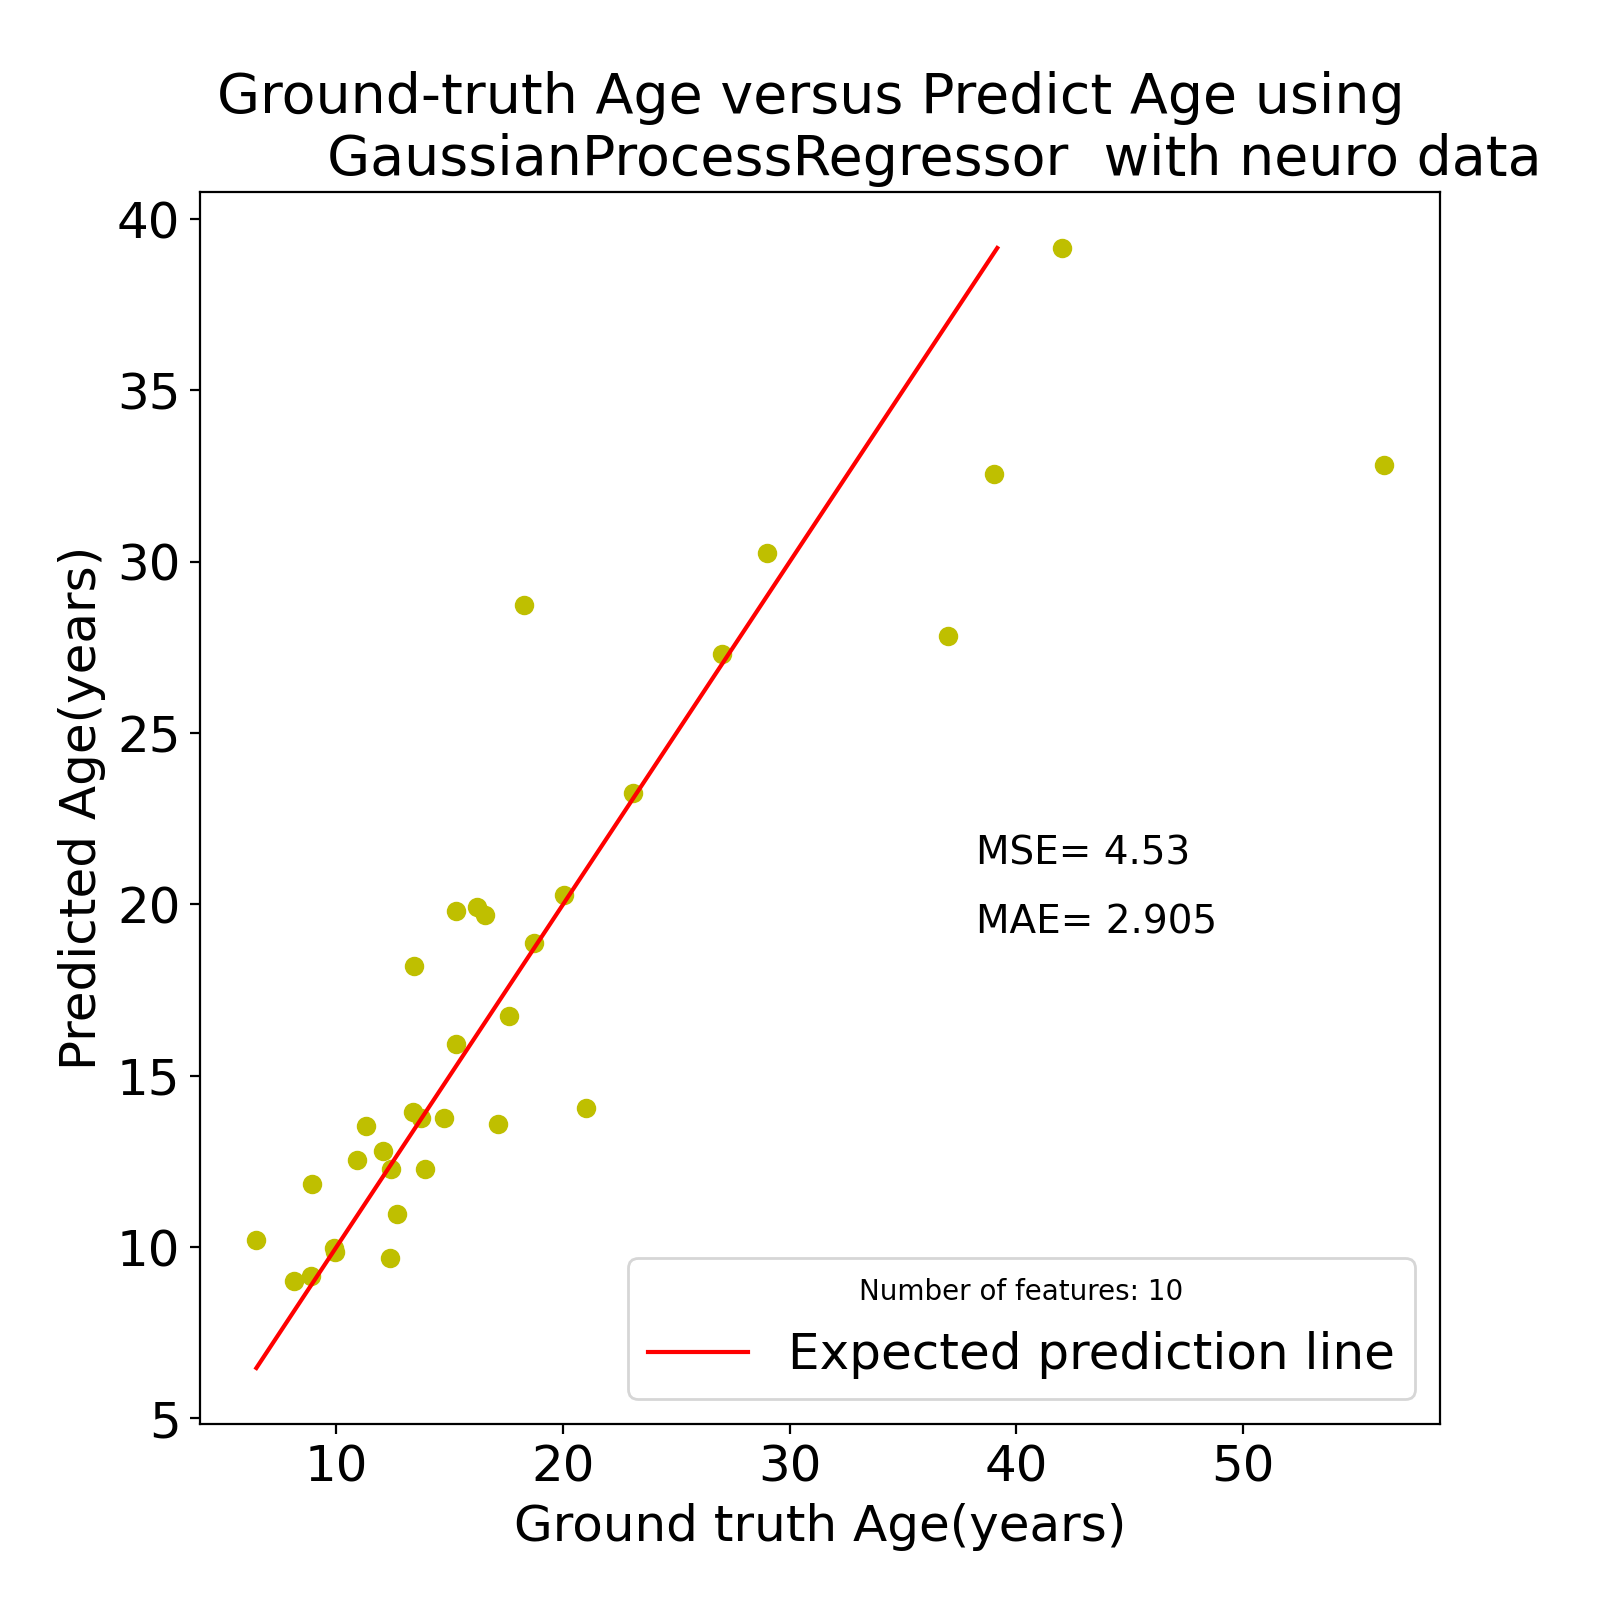 Ground-truth Age versus Predict Age using
GaussianProcessRegressor  with neuro data
40
35
30
25
20
15
10
5
Predicted Age(years)
MSE= 4.53
MAE= 2.905
Number of features: 10
Expected prediction line
10 20 30 40 50
Ground truth Age(years)